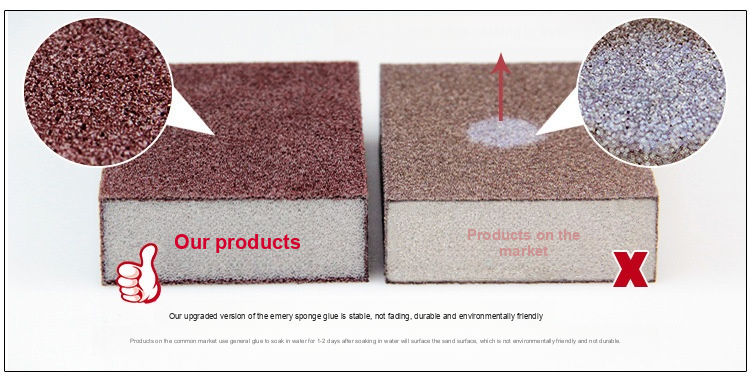 Our products
Products on the
market
X
Our upgraded version of the emery sponge glue is stable, not fading, durable and environmentally friendly
Products on the common market use general glue to soak in water for 1-2 days after soaking in water will surface the sand surface, which is not environmentally friendly and not durable.